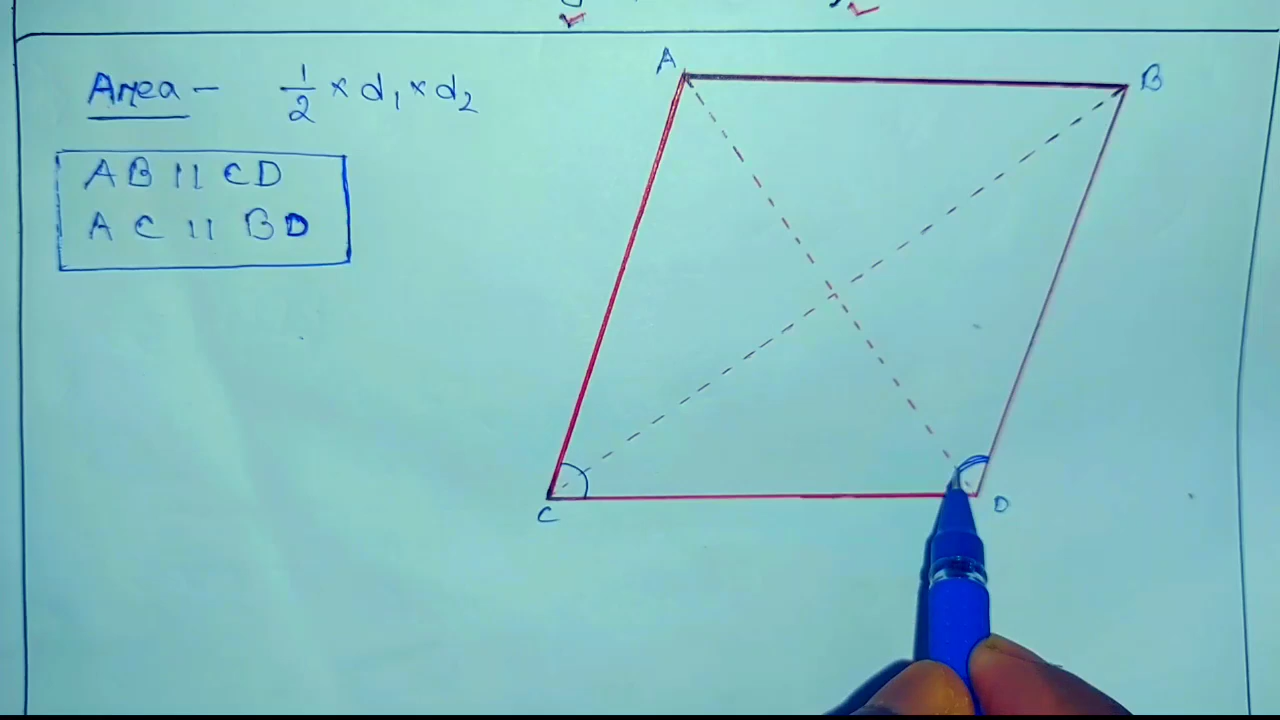 Area - 1/2 × d1 × d2
AB || CD
AC || BD
A
B
C
D